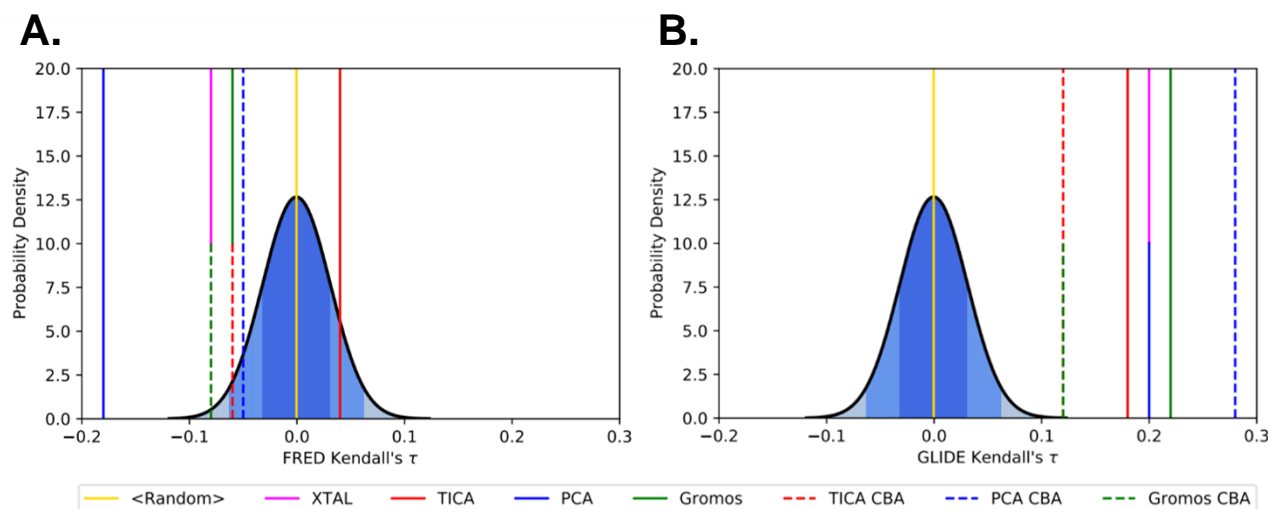 A.
B.
20.0
17.5
15.0
12.5
10.0
7.5
5.0
2.5
0.0
Probability Density
−0.2
−0.1
0.0
0.1
0.2
0.3
FRED Kendall's τ
20.0
17.5
15.0
12.5
10.0
7.5
5.0
2.5
0.0
Probability Density
−0.2
−0.1
0.0
0.1
0.2
0.3
GLIDE Kendall's τ
<Random>
XTAL
TICA
PCA
Gromos
TICA CBA
PCA CBA
Gromos CBA